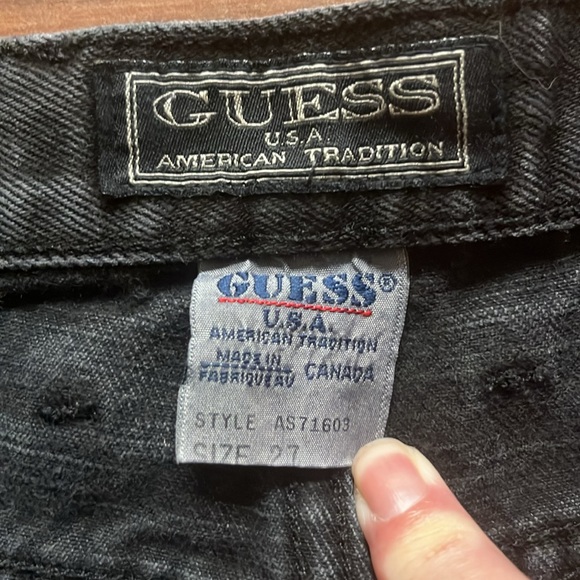 GUESS
U.S.A.
AMERICAN TRADITION
GUESS®
U.S.A.
AMERICAN TRADITION
MADE IN
FABRIQUE AU CANADA
STYLE AS71603
SIZE 27